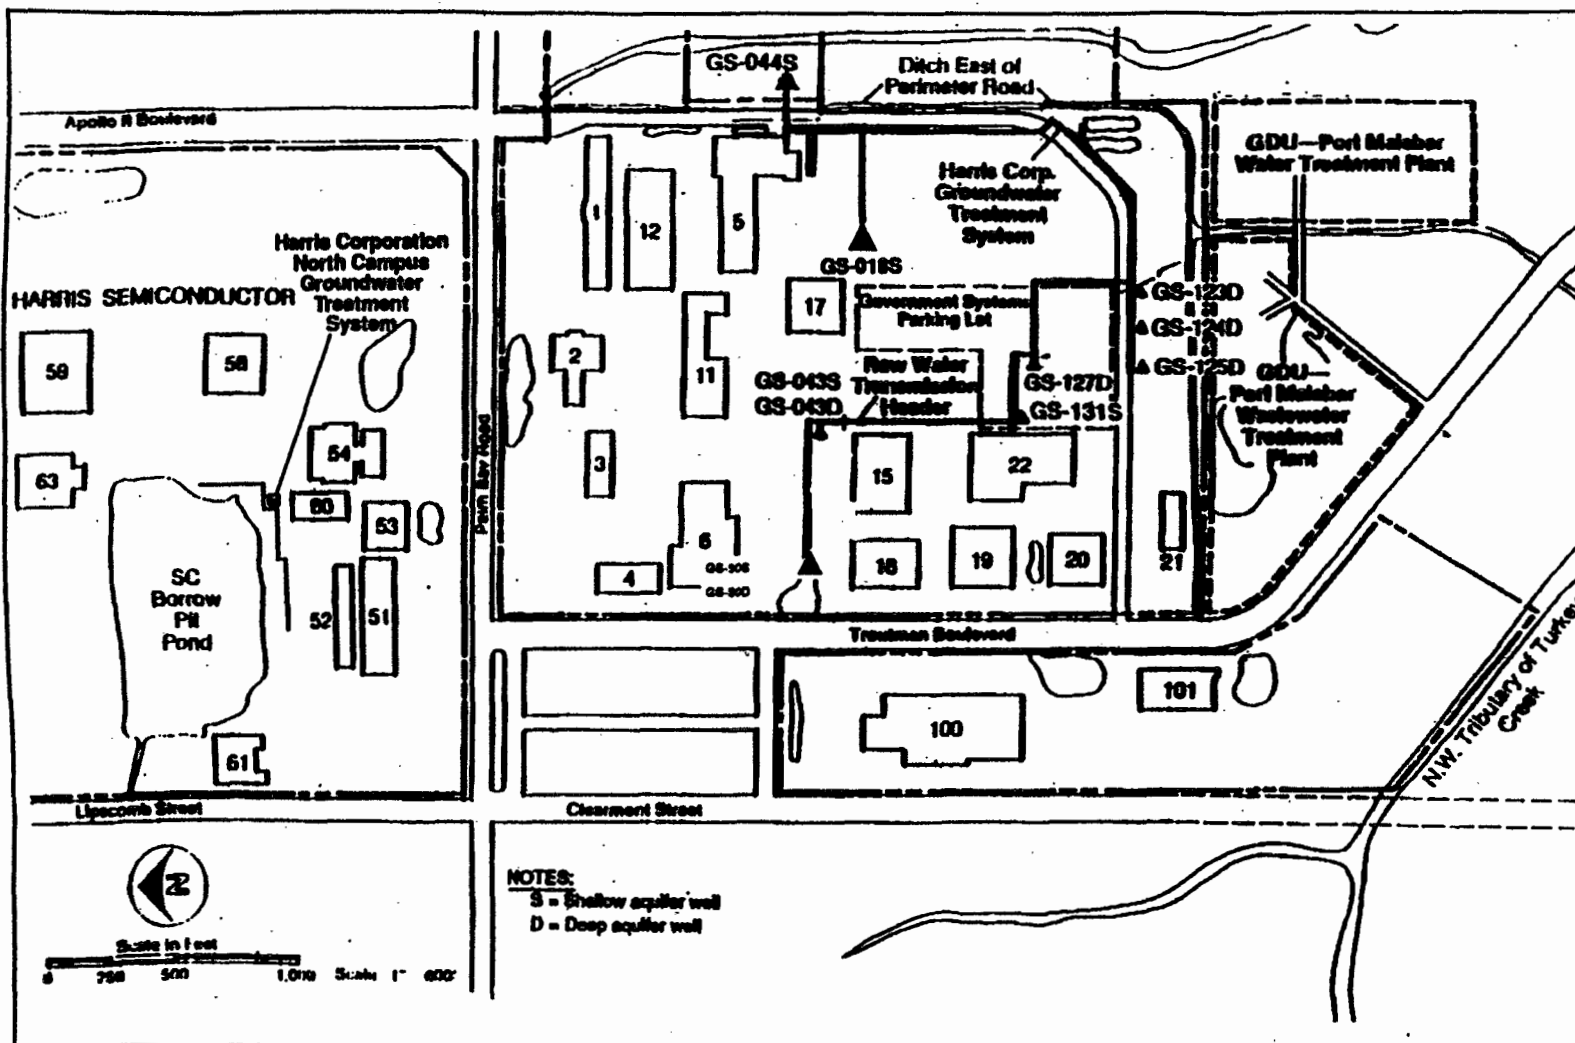 GS-044S
Ditch East of
Perimeter Road
Apollo II Boulevard
GDU—Port Malabar
Water Treatment Plant
Harris Corp.
Groundwater
Treatment
System
1
12
5
GS-018S
Harris Corporation
North Campus
Groundwater
Treatment
System
HARRIS SEMICONDUCTOR
17
Government Systems
Parking Lot
GS-123D
GS-124D
GS-125D
59
58
2
11
GS-043S
GS-043D
Raw Water
Transmission
Header
GS-127D
GS-131S
GDU—
Port Malabar
Wastewater
Treatment
Plant
54
63
3
15
22
Palm Bay Road
60
53
SC
Borrow
Pit
Pond
52
51
6
4
18
19
20
21
Troutman Boulevard
101
100
61
N.W. Tributary of Turkey
Creek
Lipscomb Street
Clearmont Street
N
NOTES:
S = Shallow aquifer well
D = Deep aquifer well
Scale in Feet
0 250 500 1,000 Scale 1" 600'